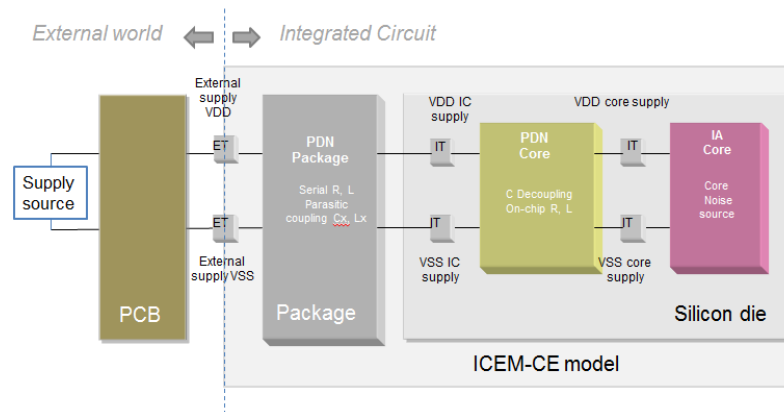 External world
Integrated Circuit
External
supply
VDD
VDD IC
supply
VDD core supply
ET
PDN
Package
IT
PDN
Core
IT
IA
Core
Supply
source
Serial R, L
Parasitic
coupling Cx, Lx
C Decoupling
On-chip R, L
Core
Noise
source
ET
IT
IT
External
supply VSS
VSS IC
supply
VSS core
supply
PCB
Package
Silicon die
ICEM-CE model